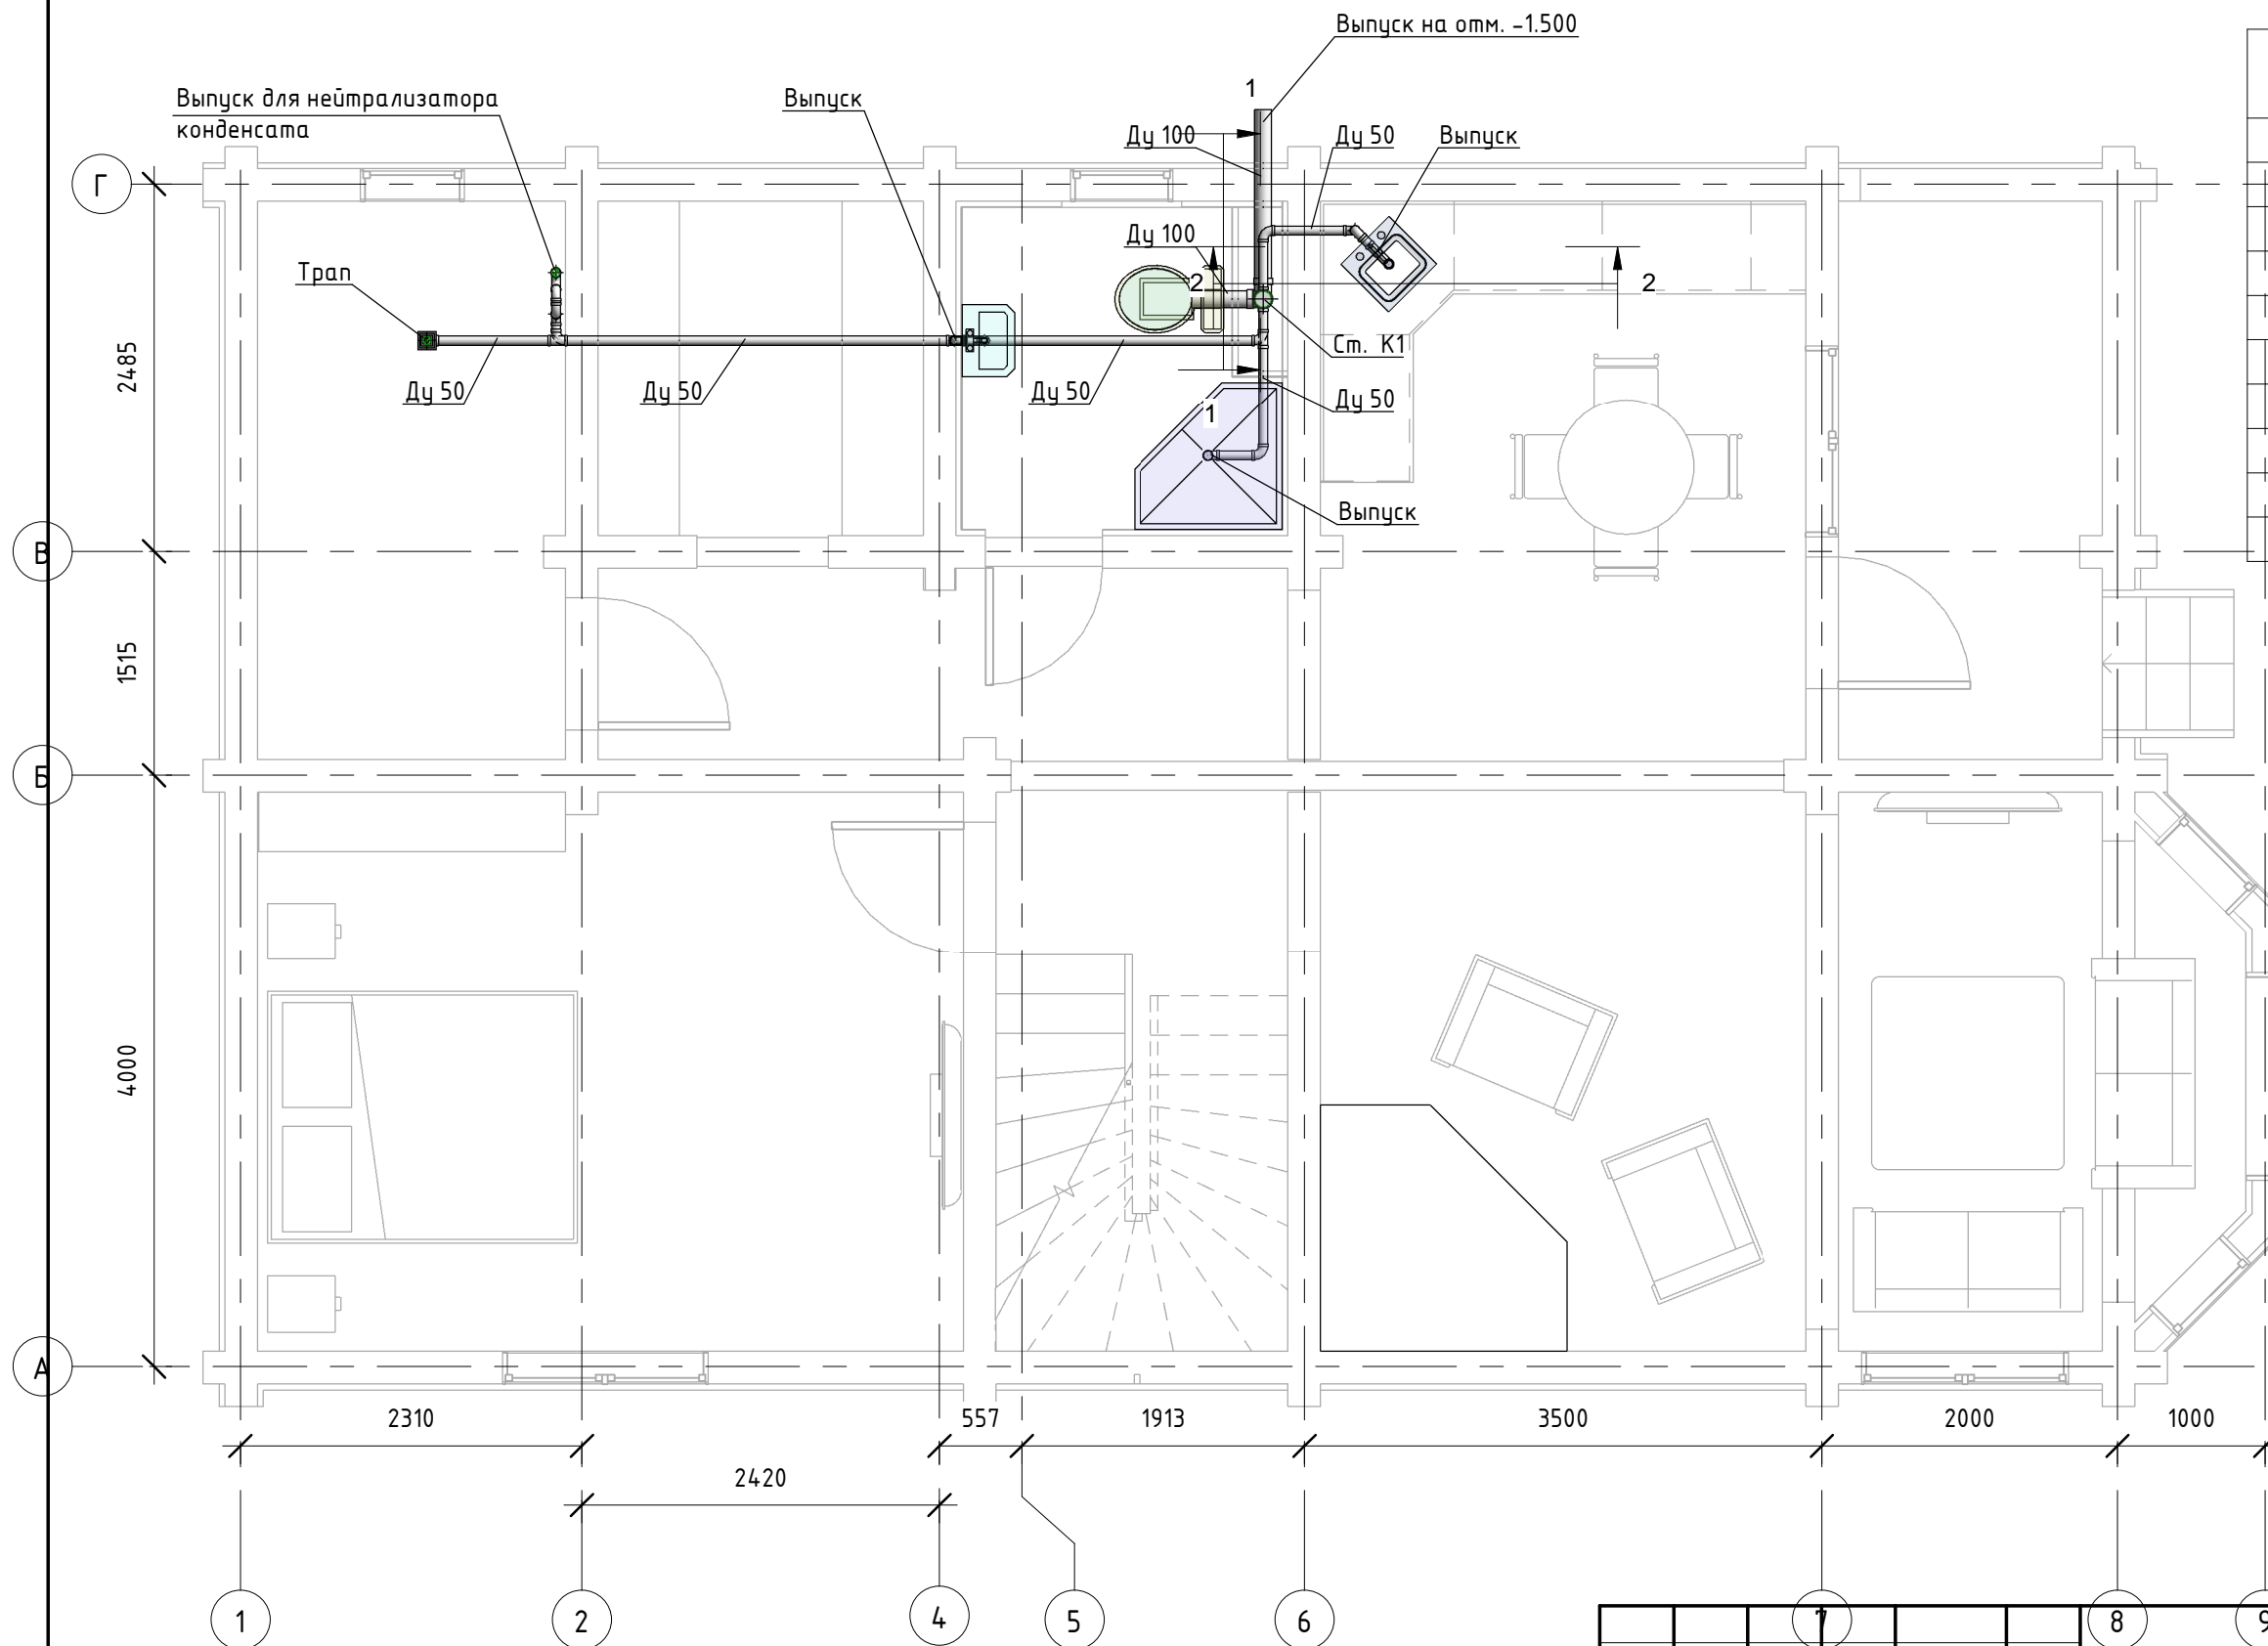 Выпуск на отм. -1.500
Выпуск для нейтрализатора
конденсата
Выпуск
1
Ду 100
Ду 50
Выпуск
Г
Ду 100
Трап
2
2
Ст. К1
2485
Ду 50
Ду 50
Ду 50
Ду 50
1
Выпуск
В
1515
Б
4000
А
2310
557
1913
3500
2000
1000
2420
1
2
4
5
6
7
8
9